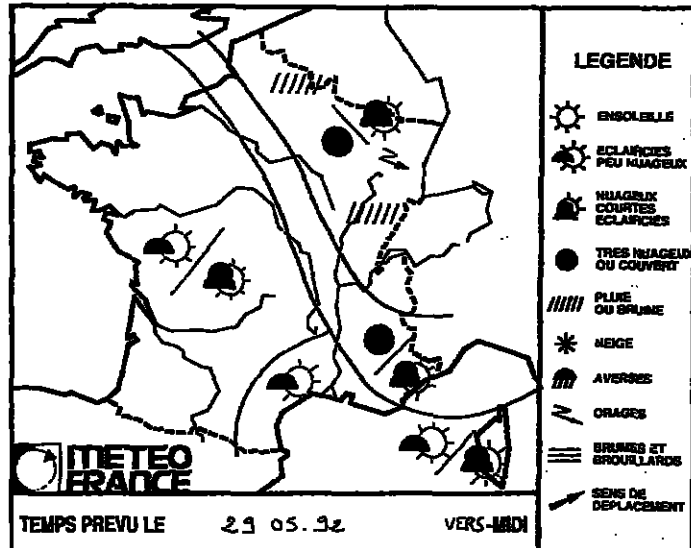 LEGENDE
ENSOLEILLE
ECLAIRCIES
PEU NUAGEUX
NUAGEUX
COURTES
ECLAIRCIES
TRES NUAGEUX
OU COUVERT
PLUIE
OU BRUINE
NEIGE
AVERSES
ORAGES
BRUMES ET
BROUILLARDS
SENS DE
DEPLACEMENT
METEO
FRANCE
TEMPS PREVU LE 29 05.92 VERS-MIDI